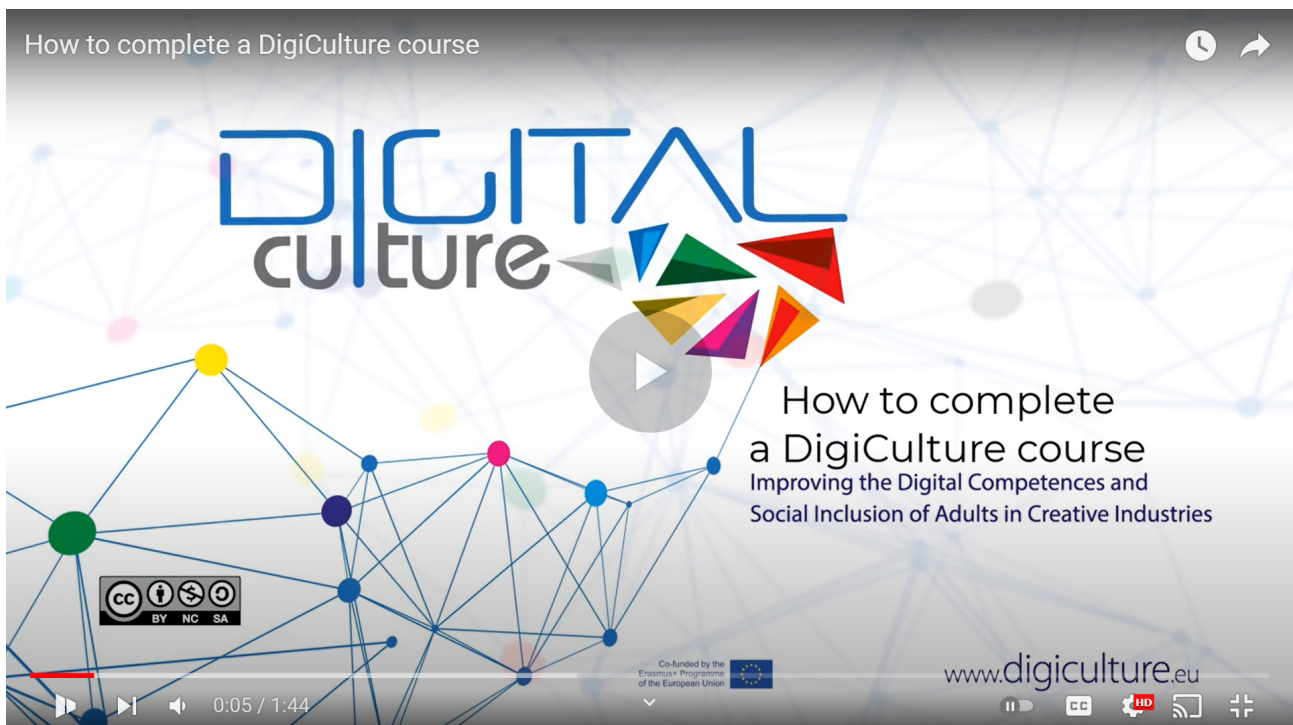 How to complete a DigiCulture course
DIGITAL
culture
How to complete
a DigiCulture course
Improving the Digital Competences and
Social Inclusion of Adults in Creative Industries
cc
BY NC SA
Co-funded by the
Erasmus+ Programme
of the European Union
www.digiculture.eu
0:05 / 1:44
CC
HD